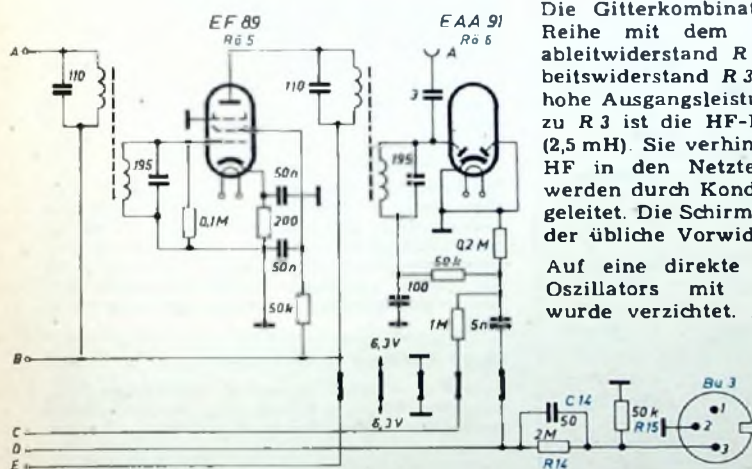 EF 89
Rö 5
EAA 91
Rö 6
A
110
195
0,1M
50n
200
50n
50k
110
A
3
195
0,2M
50k
100
1M
5n
6,3V
6,3V
B
C
D
E
C14
50
2M
R14
50k
R15
Bu 3
1
2
3
Die Gitterkombinat
Reihe mit dem
ableitwiderstand R
beitswiderstand R 3
hohe Ausgangsleistu
zu R 3 ist die HF-
(2,5 mH). Sie verhin
HF in den Netzte
werden durch Kond
geleitet. Die Schirm
der übliche Vorwid
Auf eine direkte
Oszillators mit
wurde verzichtet.